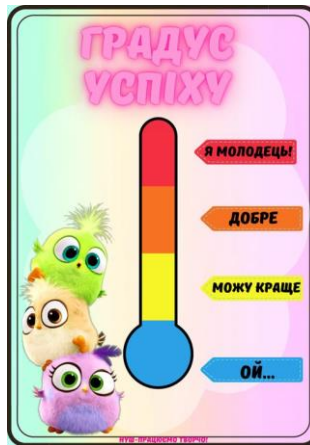 ГРАДУС
УСПІХУ
Я МОЛОДЕЦЬ!
ДОБРЕ
МОЖУ КРАЩЕ
ОЙ...
НУШ-ПРАЦЮЄМО ТВОРЧО!